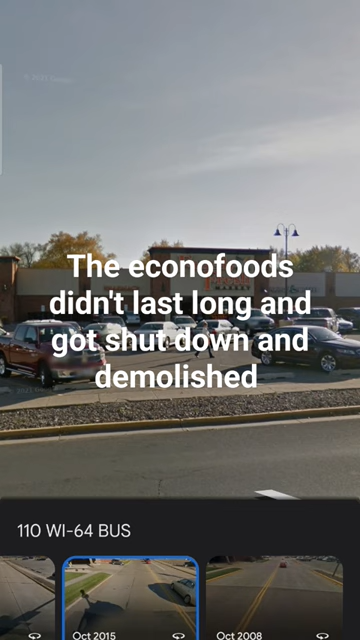 The econofoods
didn't last long and
got shut down and
demolished
MARKET
110 WI-64 BUS
Oct 2015
Oct 2008